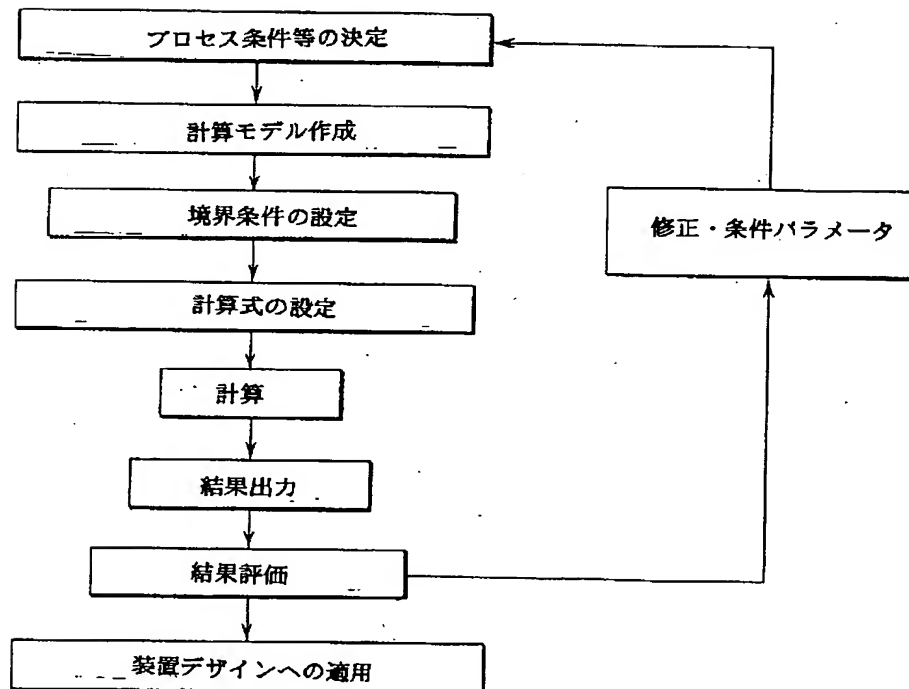 プロセス条件等の決定
計算モデル作成
境界条件の設定
修正・条件パラメータ
計算式の設定
計算
結果出力
結果評価
装置デザインへの適用